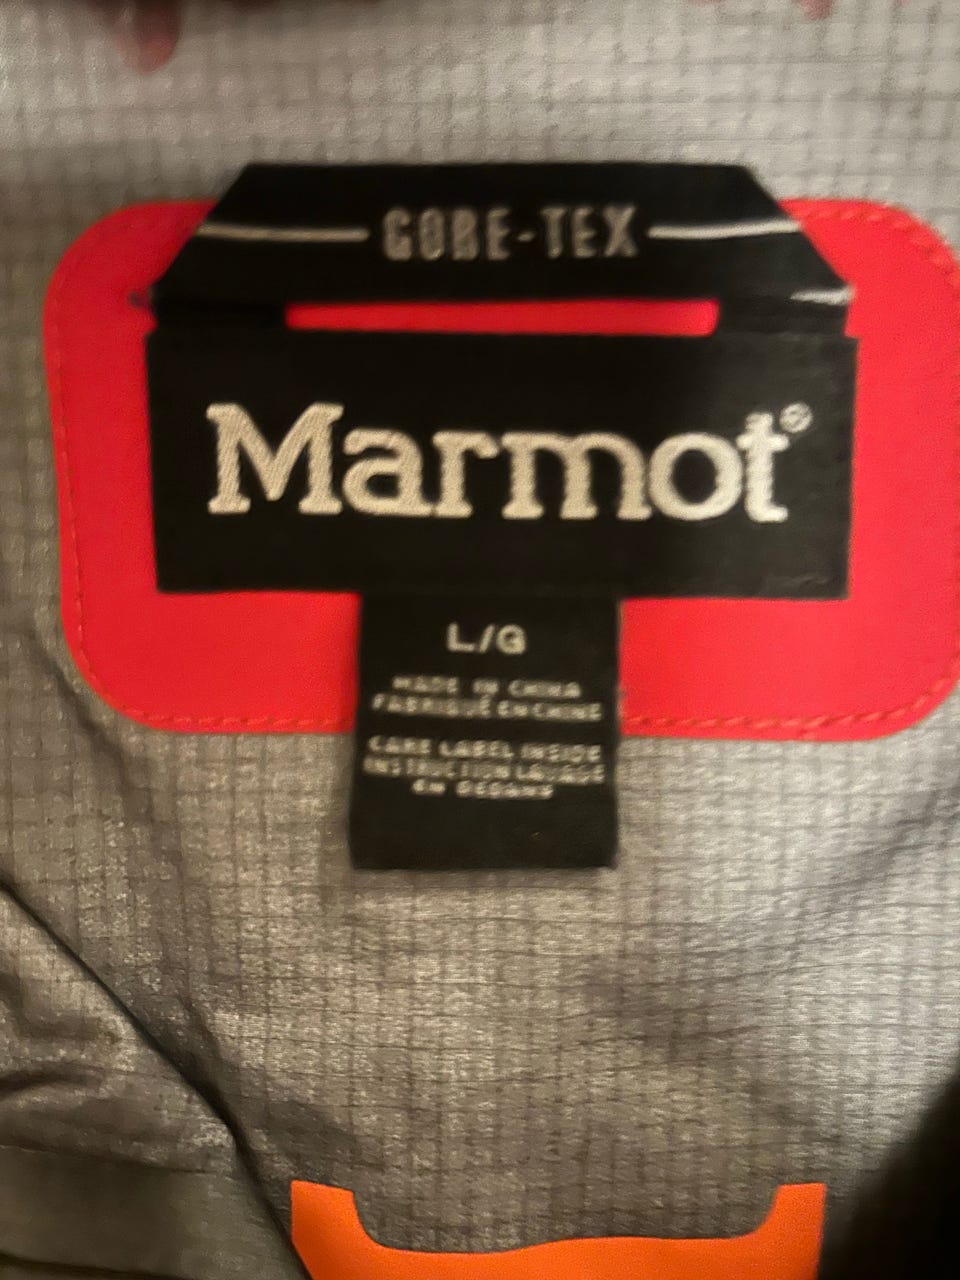 GORE-TEX
Marmot®
L/G
MADE IN CHINA
FABRIQUÉ EN CHINE
CARE LABEL INSIDE
INSTRUCTION LAVAGE
EN DEDANS